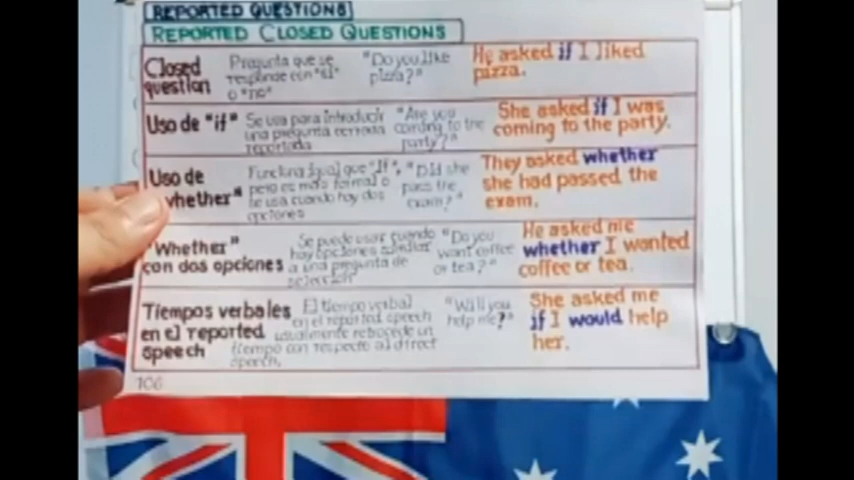 REPORTED QUESTIONS
REPORTED CLOSED QUESTIONS
Closed
question
Pregunta que se
responde con "sí"
o "no"
"Do you like
pizza?"
He asked if I liked
pizza.
Uso de "if"
Se usa para introducir
una pregunta cerrada
reportada
"Are you
coming to the
party?"
She asked if I was
coming to the party.
Uso de
whether"
Funciona igual que "If",
pero es más formal o
se usa cuando hay dos
opciones
"Did she
pass the
exam?"
They asked whether
she had passed the
exam.
"Whether"
con dos opciones
Se puede usar cuando
hay opciones
a una pregunta de
selección
"Do you
want coffee
or tea?"
He asked me
whether I wanted
coffee or tea.
Tiempos verbales
en el reported
speech
El tiempo verbal
en el reported speech
usualmente retrocede un
tiempo con respecto al direct
speech.
"Will you
help me?"
She asked me
if I would help
her.
106